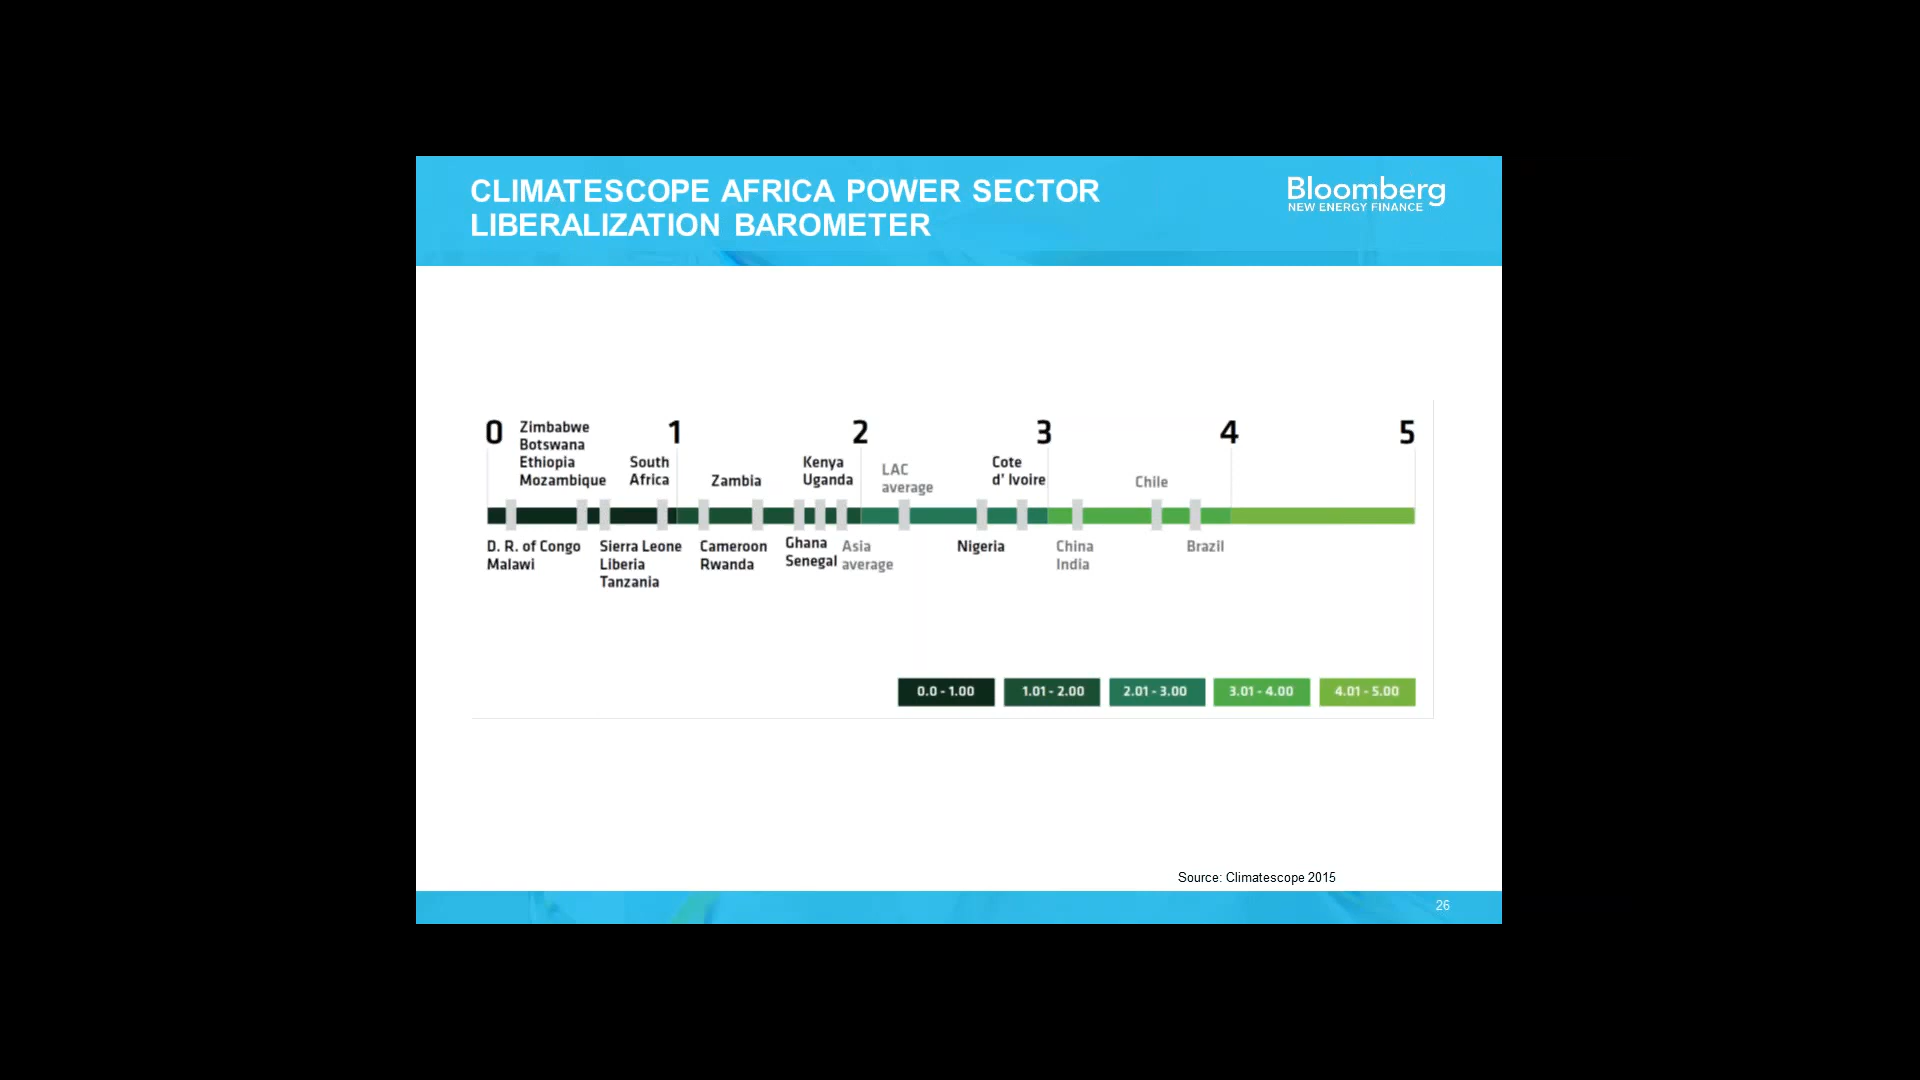 CLIMATESCOPE AFRICA POWER SECTOR
LIBERALIZATION BAROMETER
Bloomberg
NEW ENERGY FINANCE
0
1
2
3
4
5
Zimbabwe
Botswana
Ethiopia
Mozambique
South
Africa
Zambia
Kenya
Uganda
LAC
average
Cote
d' Ivoire
Chile
D. R. of Congo
Malawi
Sierra Leone
Liberia
Tanzania
Cameroon
Rwanda
Ghana
Senegal
Asia
average
Nigeria
China
India
Brazil
0.0 - 1.00
1.01 - 2.00
2.01 - 3.00
3.01 - 4.00
4.01 - 5.00
Source: Climatescope 2015
26